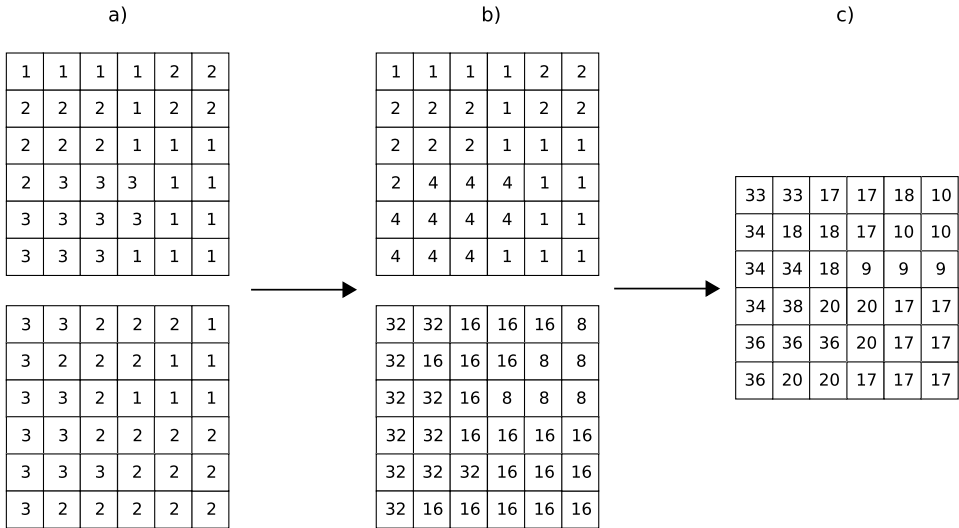 a) b) c)
1 1 1 1 2 2
2 2 2 1 2 2
2 2 2 1 1 1
2 3 3 3 1 1
3 3 3 3 1 1
3 3 3 1 1 1
3 3 2 2 2 1
3 2 2 2 1 1
3 3 2 1 1 1
3 3 2 2 2 2
3 3 3 2 2 2
3 2 2 2 2 2
1 1 1 1 2 2
2 2 2 1 2 2
2 2 2 1 1 1
2 4 4 4 1 1
4 4 4 4 1 1
4 4 4 1 1 1
32 32 16 16 16 8
32 16 16 16 8 8
32 32 16 8 8 8
32 32 16 16 16 16
32 32 32 16 16 16
32 16 16 16 16 16
33 33 17 17 18 10
34 18 18 17 10 10
34 34 18 9 9 9
34 38 20 20 17 17
36 36 36 20 17 17
36 20 20 17 17 17